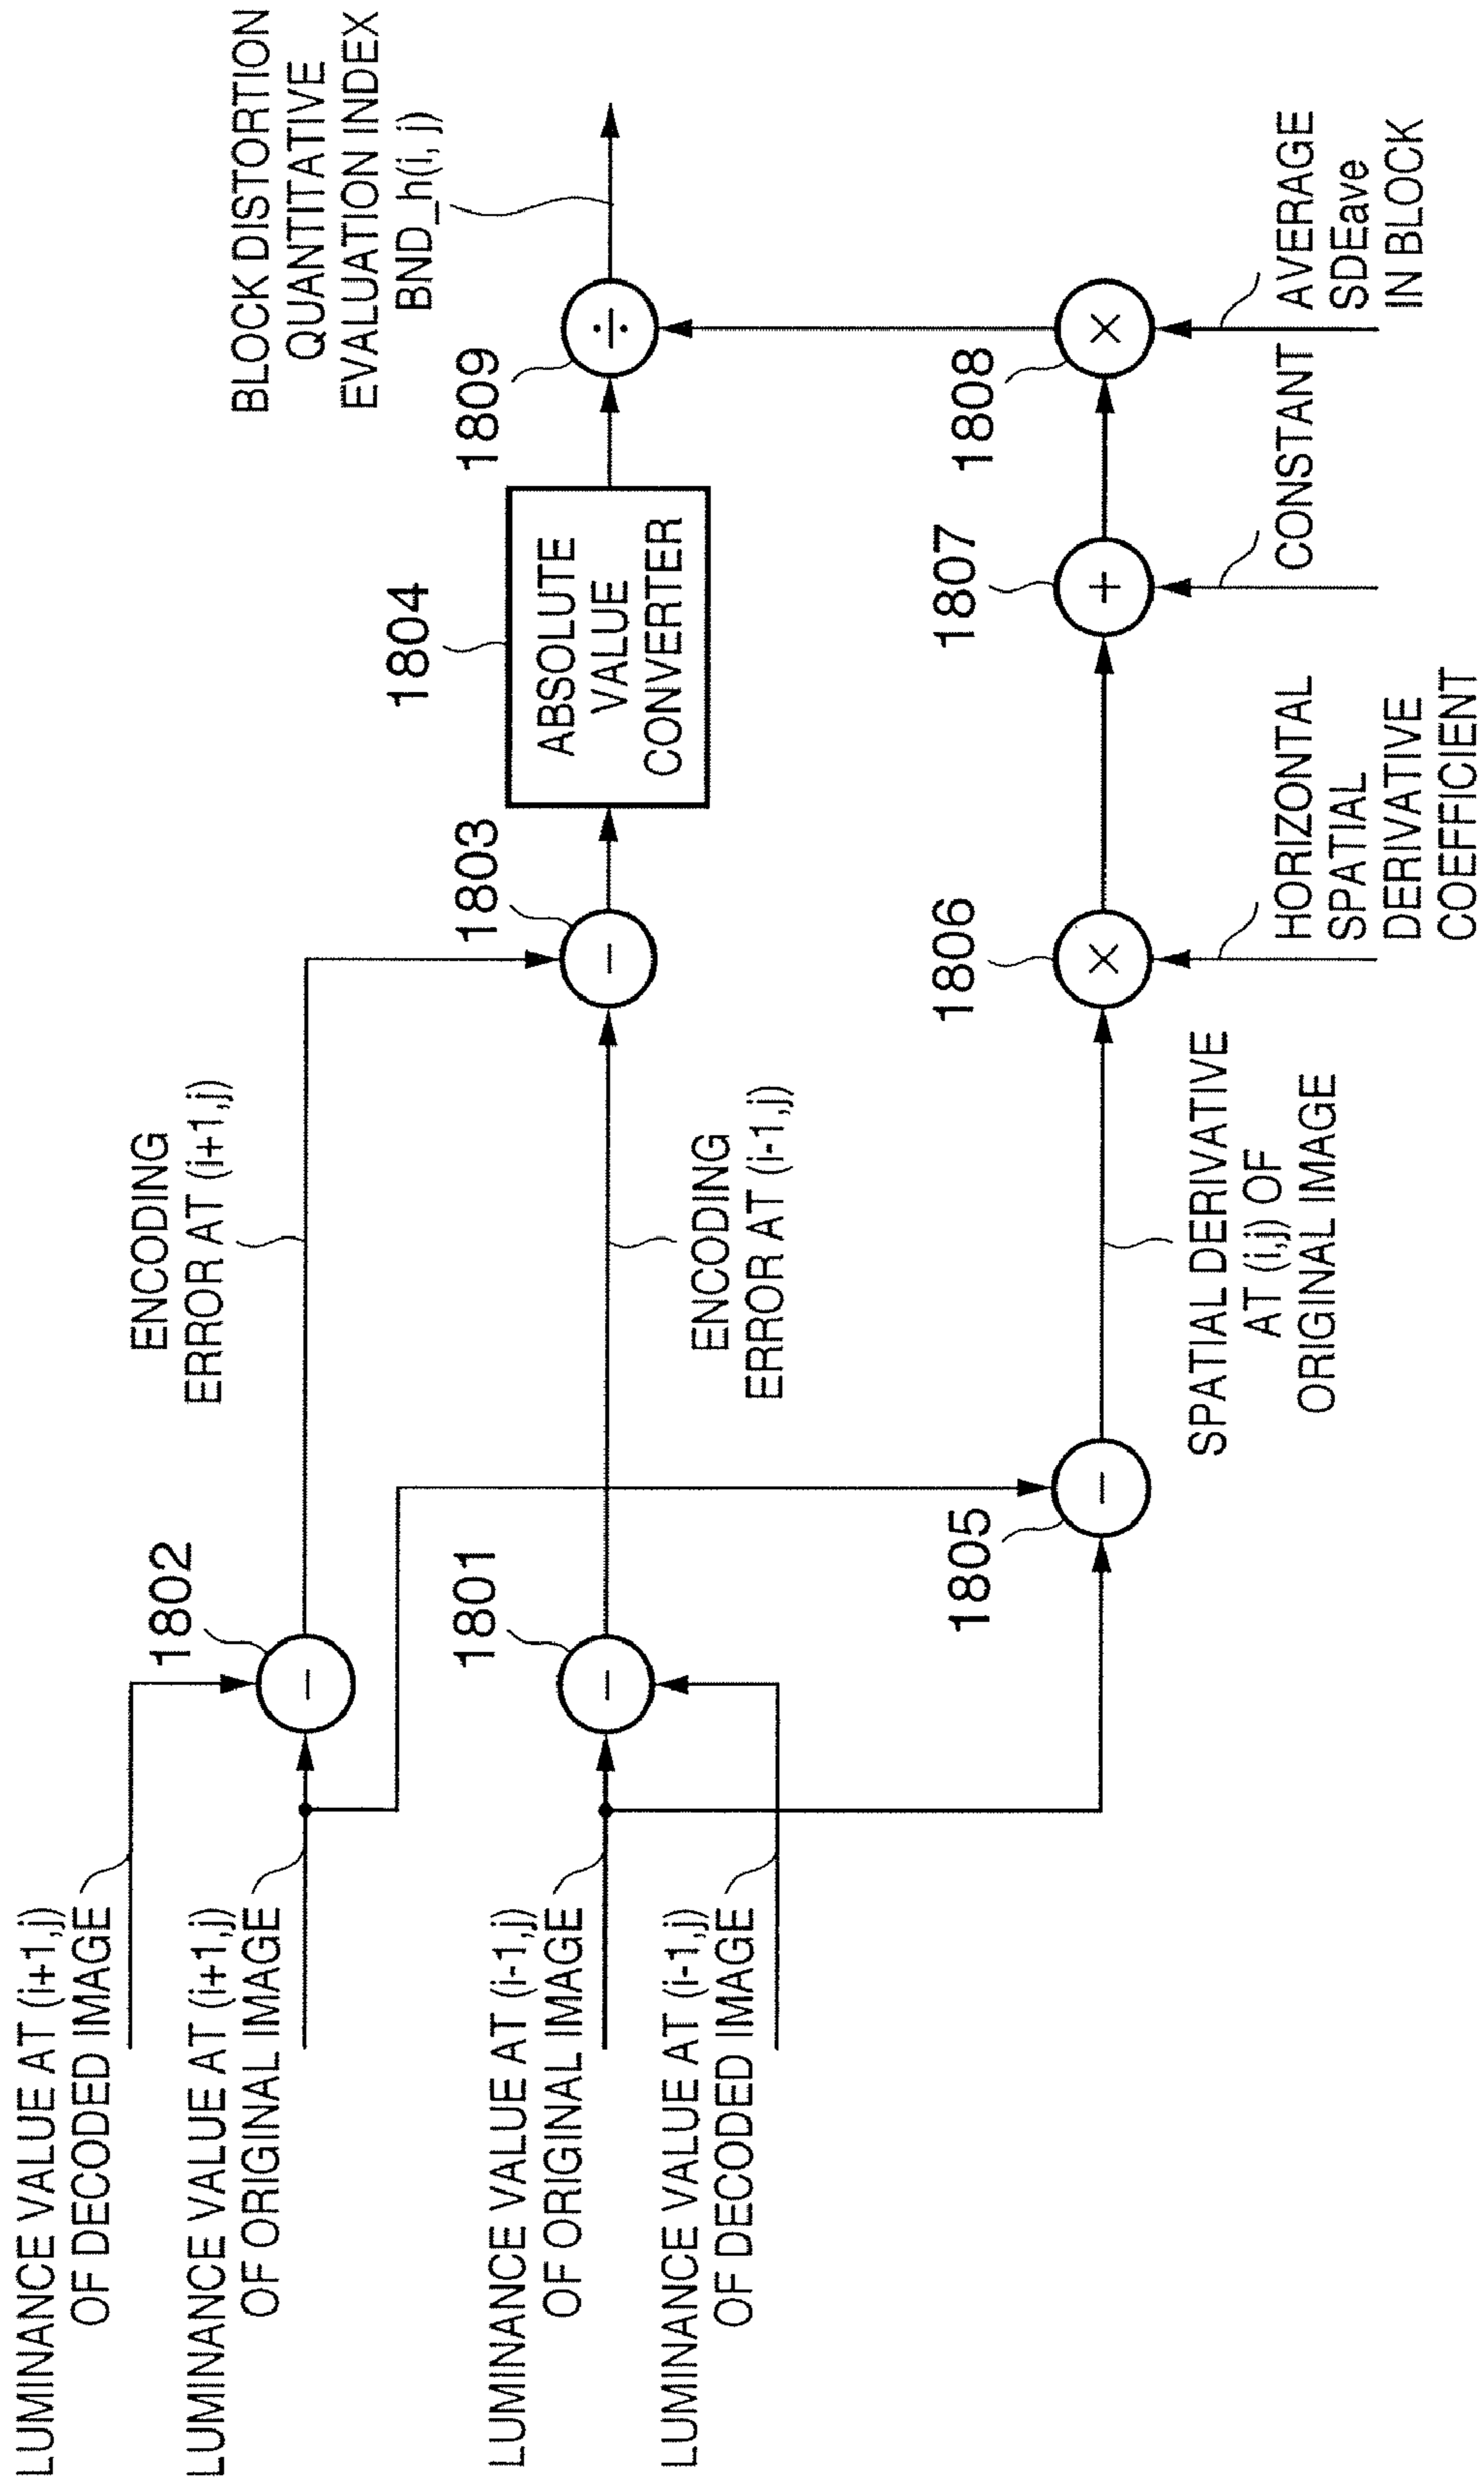 LUMINANCE VALUE AT (i+1,j)
OF DECODED IMAGE
LUMINANCE VALUE AT (i+1,j)
OF ORIGINAL IMAGE
LUMINANCE VALUE AT (i-1,j)
OF ORIGINAL IMAGE
LUMINANCE VALUE AT (i-1,j)
OF DECODED IMAGE
1802
−
1801
−
1805
−
ENCODING
ERROR AT (i+1,j)
ENCODING
ERROR AT (i-1,j)
SPATIAL DERIVATIVE
AT (i,j) OF
ORIGINAL IMAGE
1803
−
1806
×
HORIZONTAL
SPATIAL
DERIVATIVE
COEFFICIENT
1804
ABSOLUTE
VALUE
CONVERTER
1807
+
CONSTANT
1809
÷
1808
×
AVERAGE
SDEave
IN BLOCK
BLOCK DISTORTION
QUANTITATIVE
EVALUATION INDEX
BND_h(i, j)